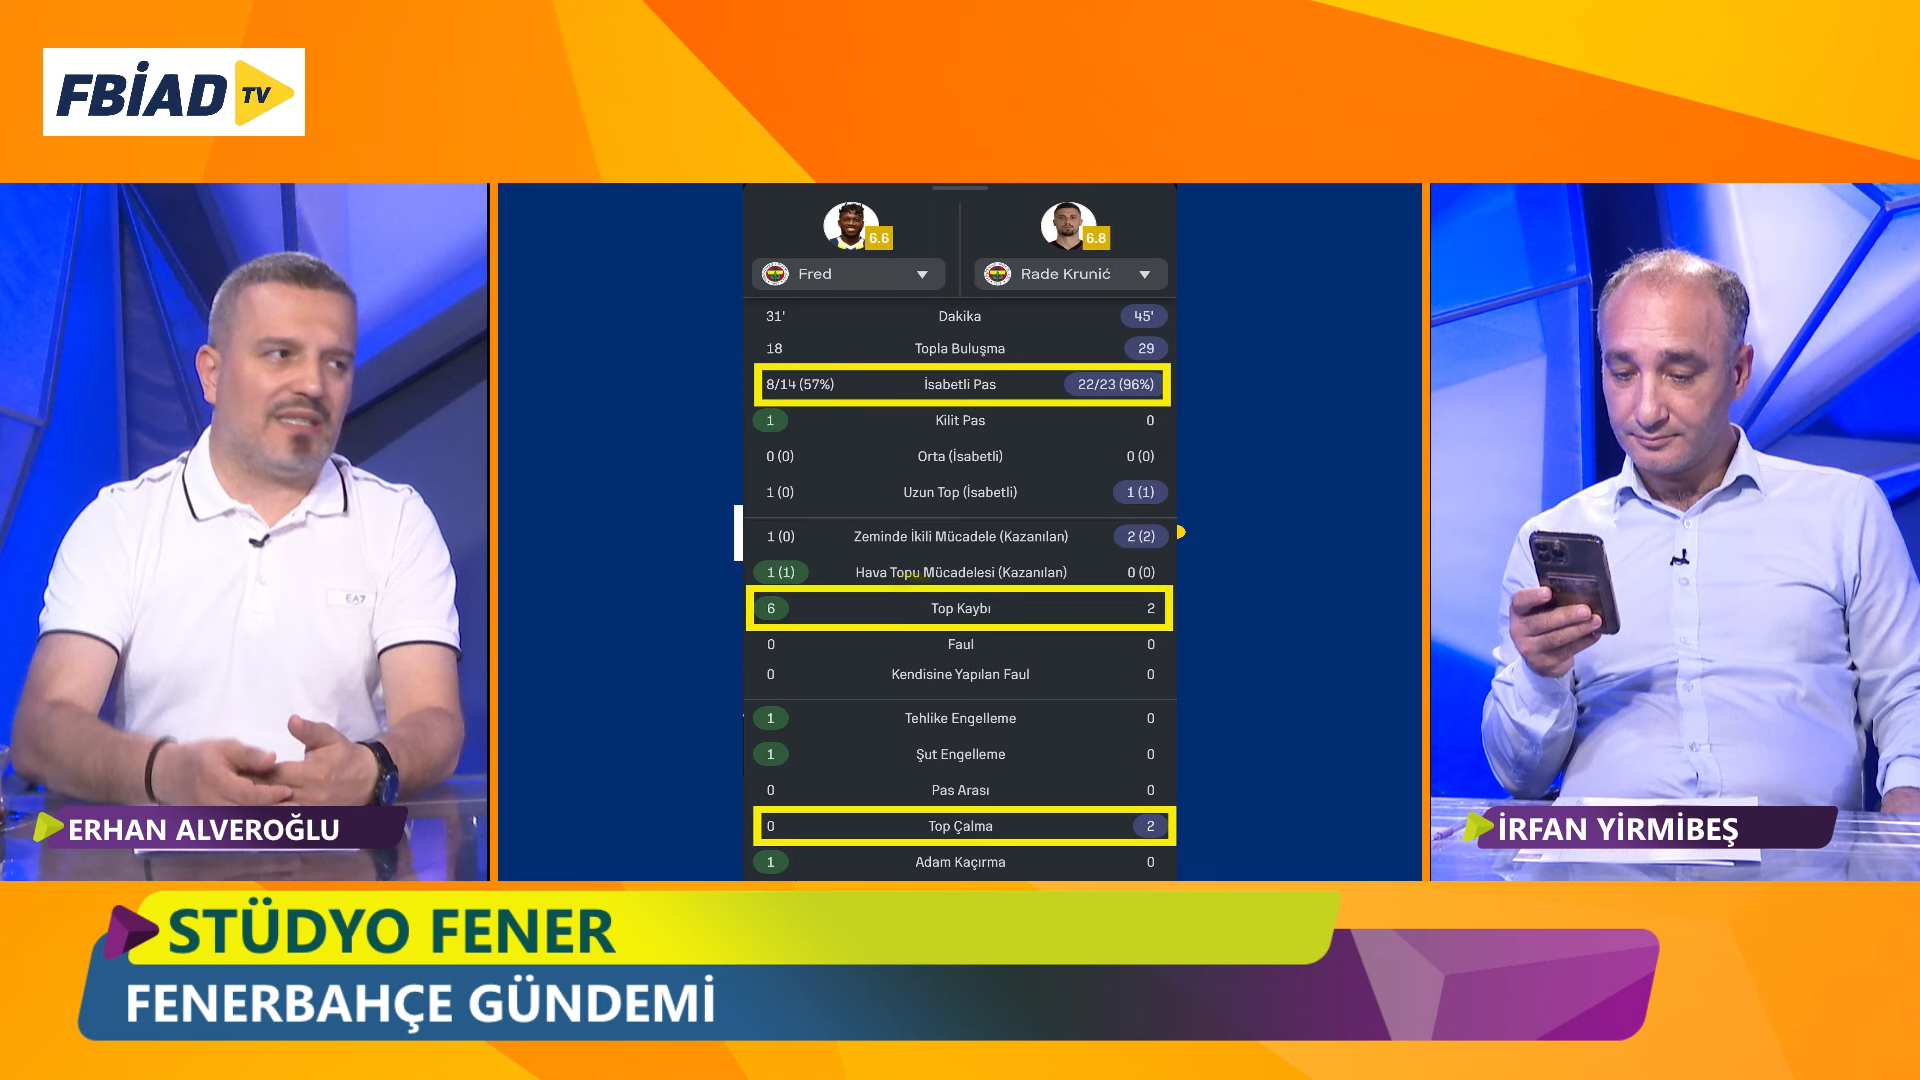 FBİAD TV
6.6
6.8
Fred
Rade Krunić
31' Dakika 45'
18 Topla Buluşma 29
8/14 (57%) İsabetli Pas 22/23 (96%)
1 Kilit Pas 0
0 (0) Orta (İsabetli) 0 (0)
1 (0) Uzun Top (İsabetli) 1 (1)
1 (0) Zeminde İkili Mücadele (Kazanılan) 2 (2)
1 (1) Hava Topu Mücadelesi (Kazanılan) 0 (0)
6 Top Kaybı 2
0 Faul 0
0 Kendisine Yapılan Faul 0
1 Tehlike Engelleme 0
1 Şut Engelleme 0
0 Pas Arası 0
0 Top Çalma 2
1 Adam Kaçırma 0
EA7
ERHAN ALVEROĞLU
İRFAN YİRMİBEŞ
STÜDYO FENER
FENERBAHÇE GÜNDEMİ